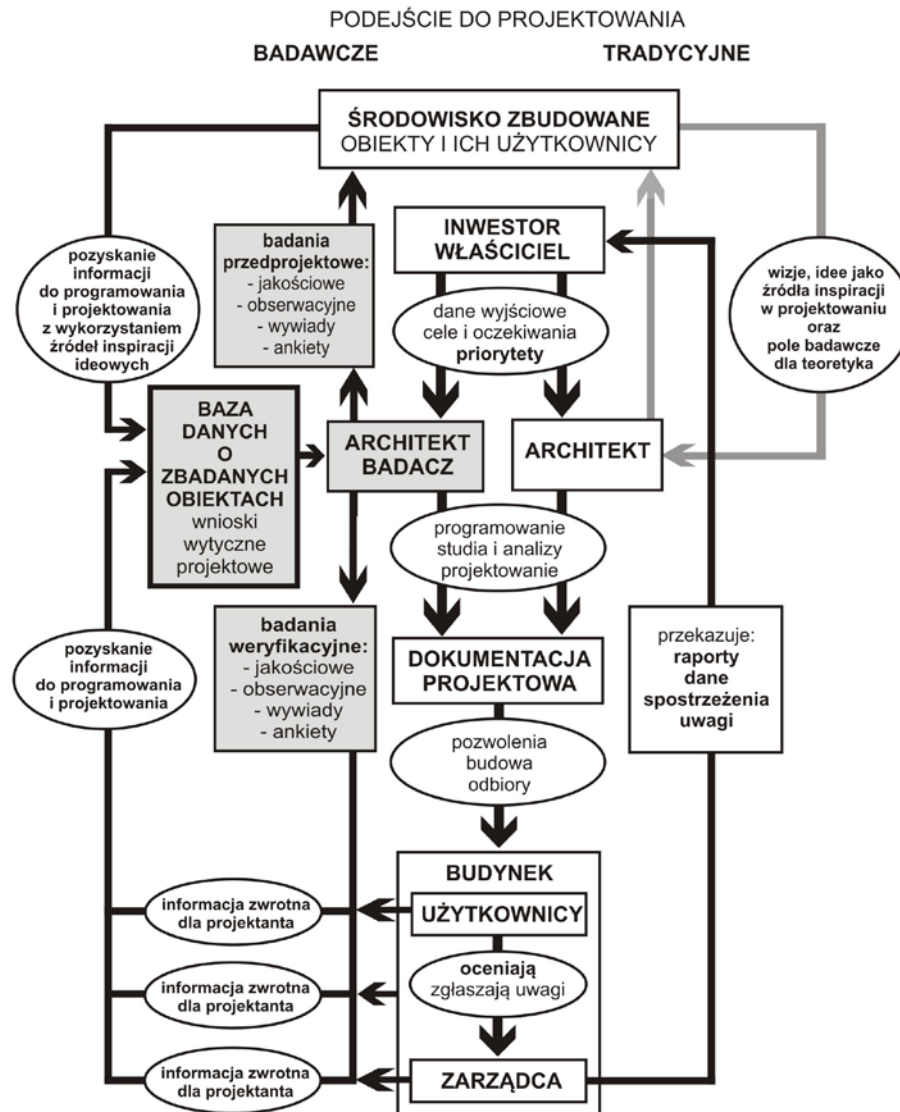 PODEJŚCIE DO PROJEKTOWANIA
BADAWCZE
TRADYCYJNE
ŚRODOWISKO ZBUDOWANE
OBIEKTY I ICH UŻYTKOWNICY
badania
przedprojektowe:
- jakościowe
- obserwacyjne
- wywiady
- ankiety
INWESTOR
WŁAŚCICIEL
pozyskanie
informacji
do programowania
i projektowania
z wykorzystaniem
źródeł inspiracji
ideowych
dane wyjściowe
cele i oczekiwania
priorytety
wizje, idee jako
źródła inspiracji
w projektowaniu
oraz
pole badawcze
dla teoretyka
BAZA
DANYCH
O
ZBADANYCH
OBIEKTACH
wnioski
wytyczne
projektowe
ARCHITEKT
BADACZ
ARCHITEKT
programowanie
studia i analizy
projektowanie
badania
weryfikacyjne:
- jakościowe
- obserwacyjne
- wywiady
- ankiety
pozyskanie
informacji
do programowania
i projektowania
DOKUMENTACJA
PROJEKTOWA
przekazuje:
raporty
dane
spostrzeżenia
uwagi
pozwolenia
budowa
odbiory
BUDYNEK
UŻYTKOWNICY
informacja zwrotna
dla projektanta
oceniają
zgłaszają uwagi
informacja zwrotna
dla projektanta
ZARZĄDCA
informacja zwrotna
dla projektanta